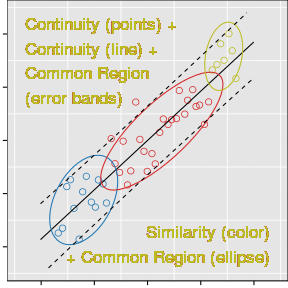 Continuity (points) +
Continuity (line) +
Common Region
(error bands)
Similarity (color)
+ Common Region (ellipse)